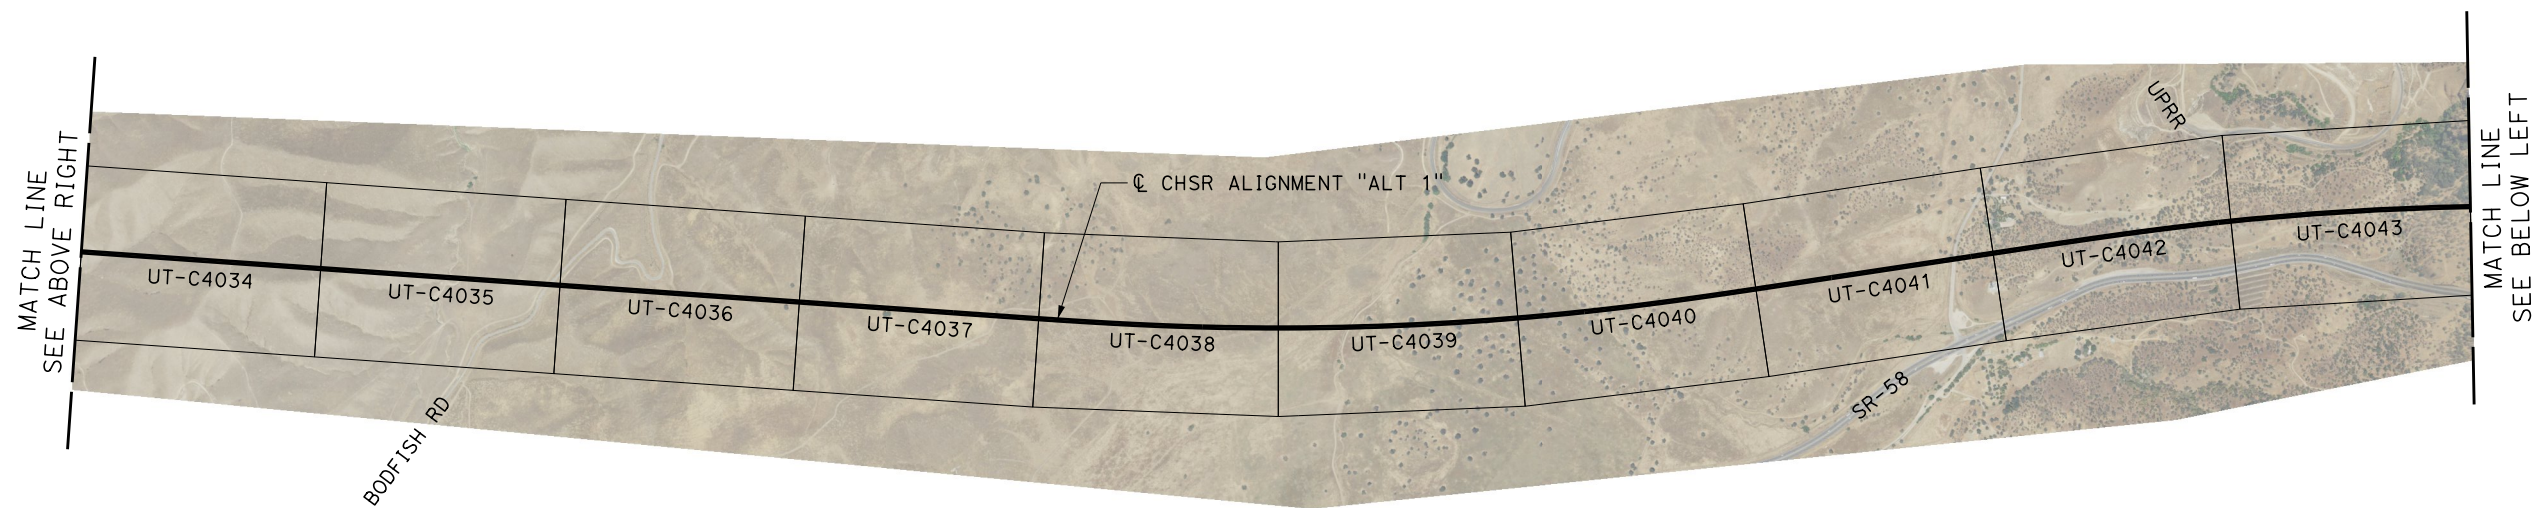 MATCH LINE
SEE ABOVE RIGHT
℄ CHSR ALIGNMENT "ALT 1"
UPRR
UT-C4034
UT-C4035
UT-C4036
UT-C4037
UT-C4038
UT-C4039
UT-C4040
UT-C4041
UT-C4042
UT-C4043
BODFISH RD
SR-58
MATCH LINE
SEE BELOW LEFT